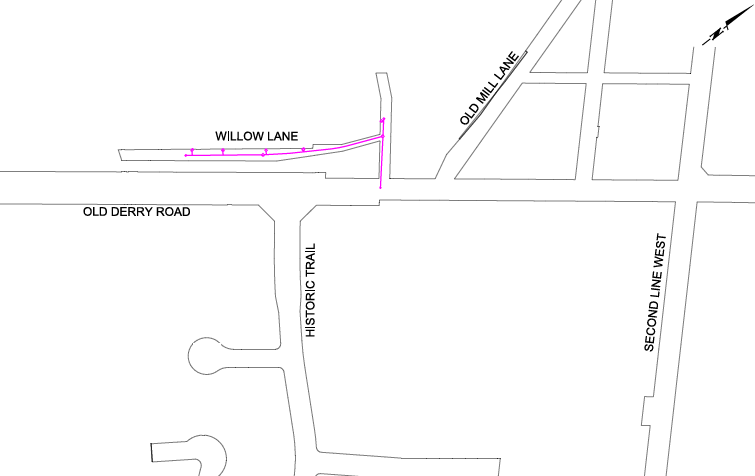 N
OLD MILL LANE
WILLOW LANE
OLD DERRY ROAD
HISTORIC TRAIL
SECOND LINE WEST